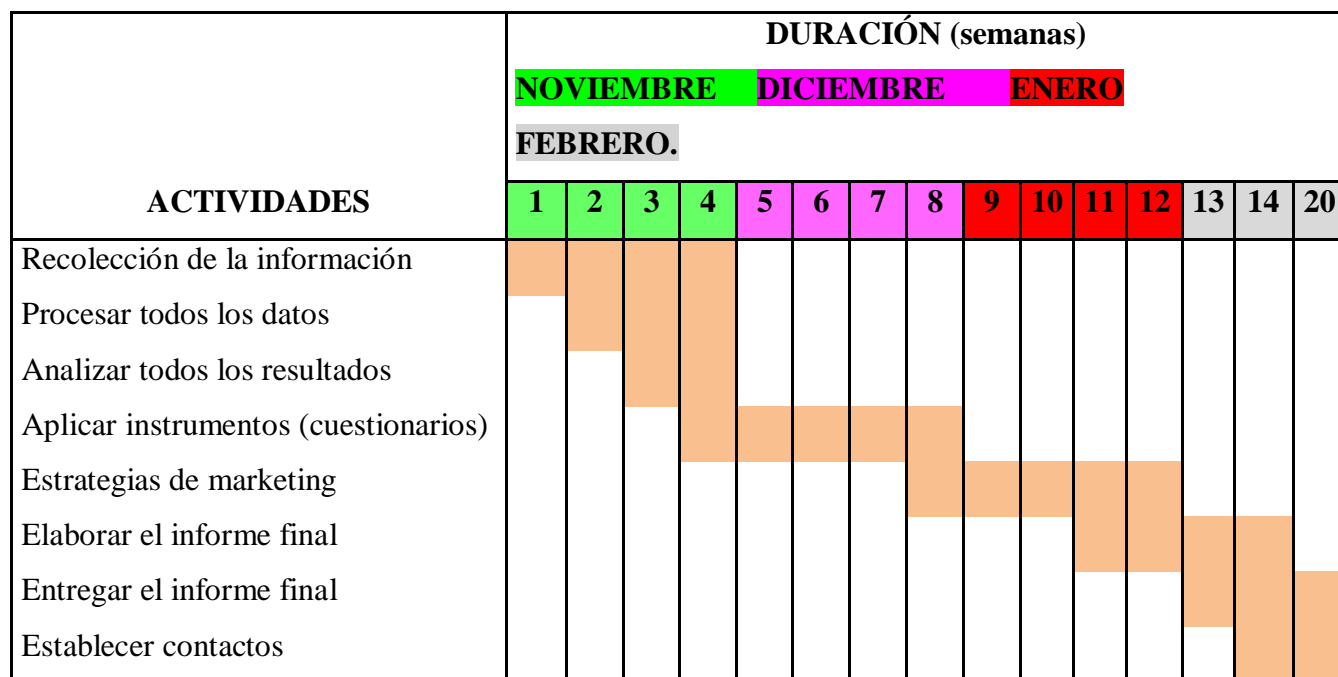 DURACIÓN (semanas)
NOVIEMBRE DICIEMBRE ENERO
FEBRERO.
ACTIVIDADES 1 2 3 4 5 6 7 8 9 10 11 12 13 14 20
Recolección de la información
Procesar todos los datos
Analizar todos los resultados
Aplicar instrumentos (cuestionarios)
Estrategias de marketing
Elaborar el informe final
Entregar el informe final
Establecer contactos